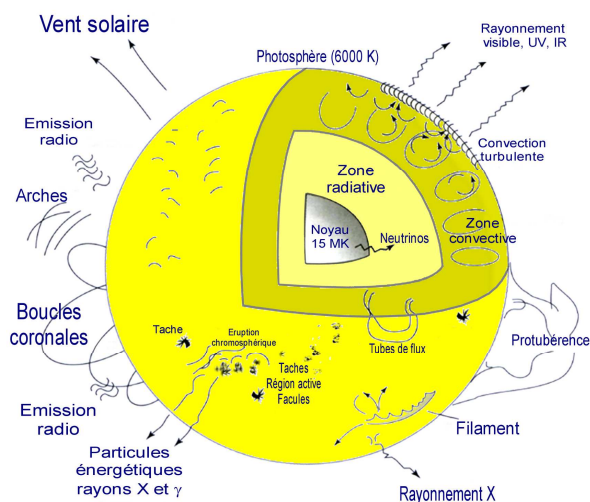 Vent solaire
Photosphère (6000 K)
Rayonnement
visible, UV, IR
Emission
radio
Convection
turbulente
Arches
Zone
radiative
Noyau
15 MK
Neutrinos
Zone
convective
Boucles
coronales
Tache
Eruption
chromosphérique
Tubes de flux
Protubérence
Taches
Région active
Facules
Emission
radio
Filament
Particules
énergétiques
rayons X et γ
Rayonnement X